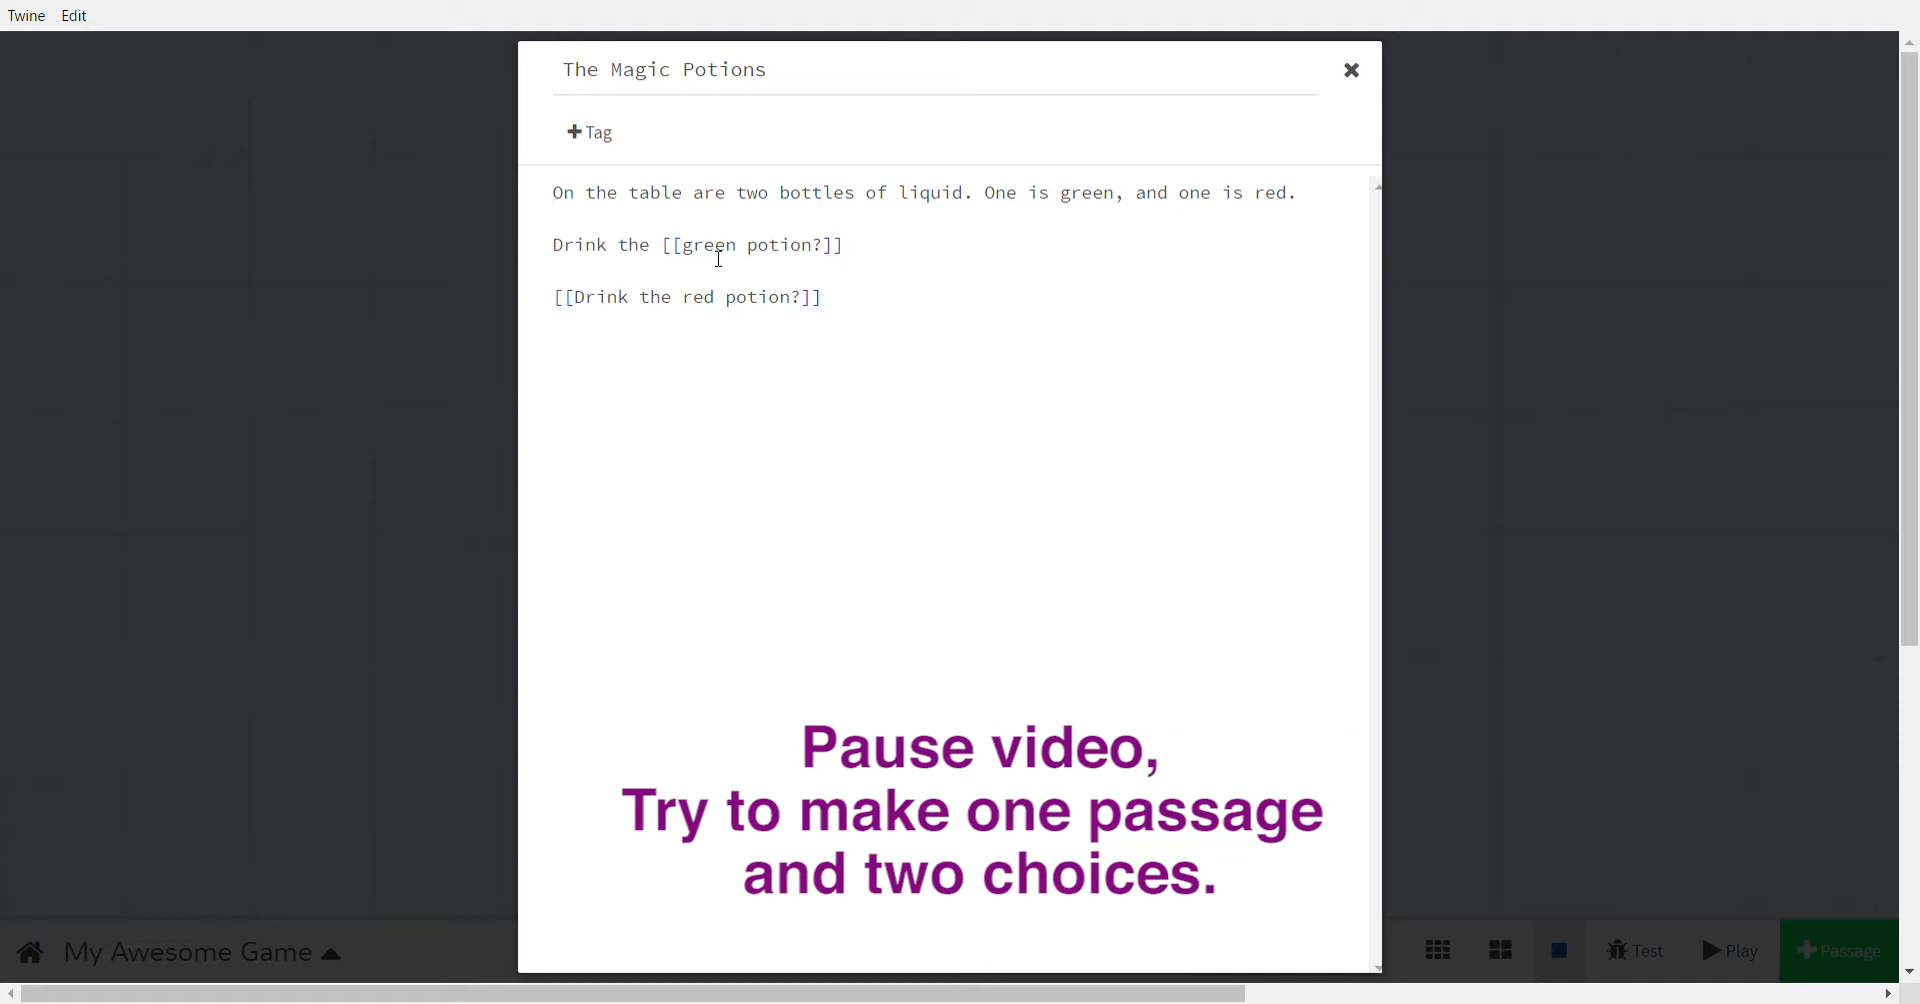 Twine Edit
The Magic Potions
Tag
On the table are two bottles of liquid. One is green, and one is red.
Drink the [[green potion?]]
[[Drink the red potion?]]
Pause video,
Try to make one passage
and two choices.
My Awesome Game
Test
Play
Passage